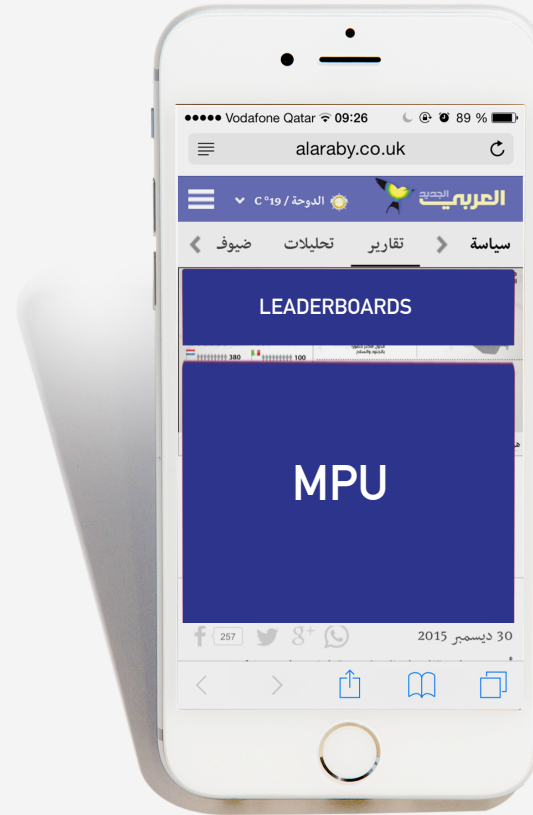 Vodafone Qatar 09:26 89 %
alaraby.co.uk
العربي الجديد
الدوحة / 19° C
سياسة تقارير تحليلات ضيوف
LEADERBOARDS
380 100
MPU
30 ديسمبر 2015
257